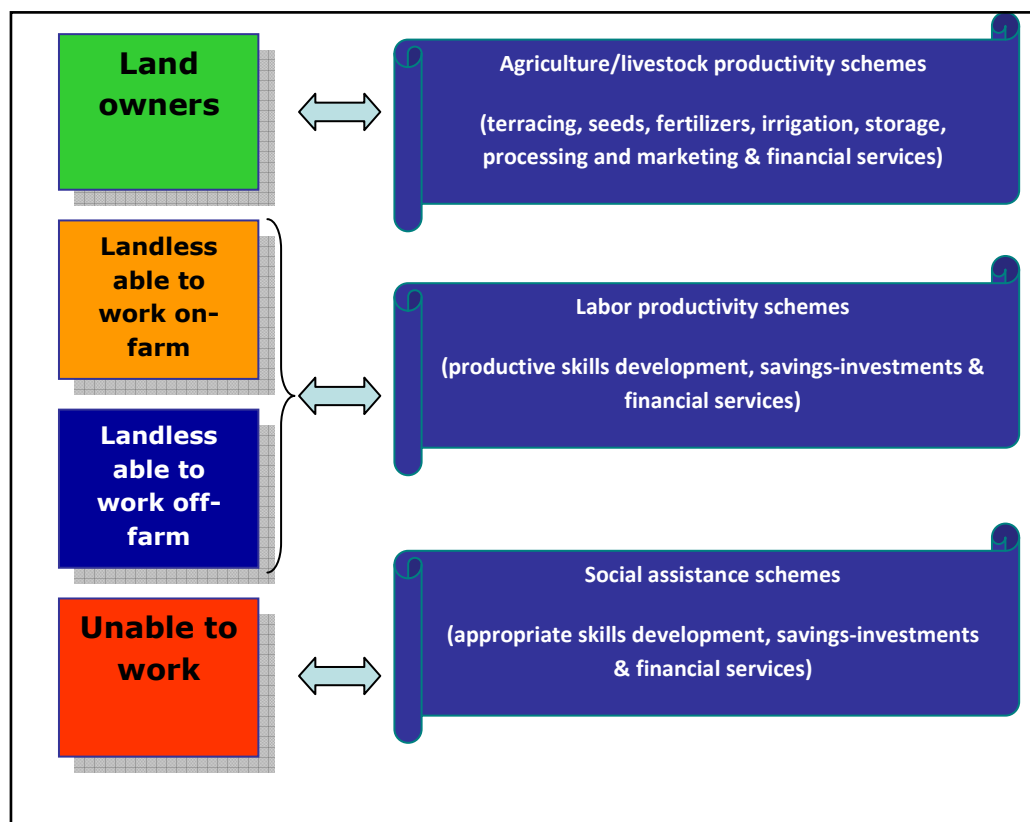 Land
owners
Agriculture/livestock productivity schemes
(terracing, seeds, fertilizers, irrigation, storage,
processing and marketing & financial services)
Landless
able to
work on-
farm
Landless
able to
work off-
farm
Labor productivity schemes
(productive skills development, savings-investments &
financial services)
Unable to
work
Social assistance schemes
(appropriate skills development, savings-investments
& financial services)